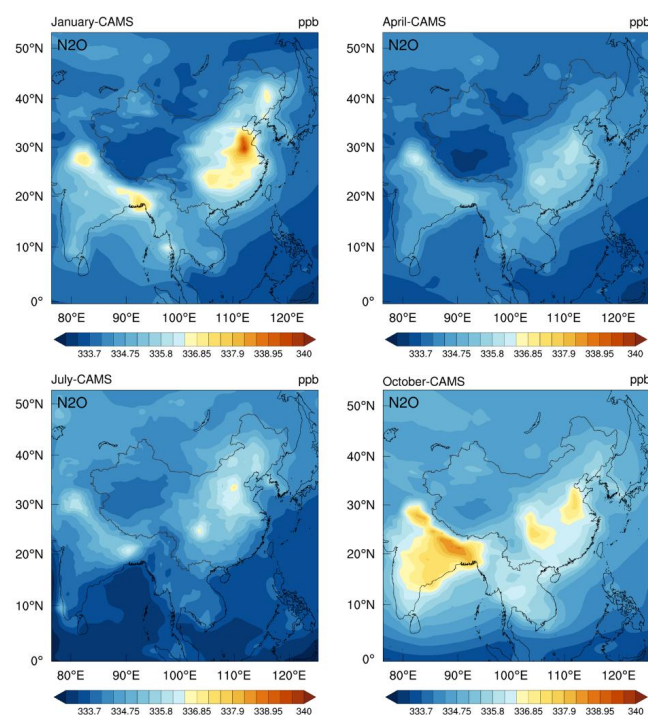 January-CAMS ppb
N2O
50°N
40°N
30°N
20°N
10°N
0°
80°E 90°E 100°E 110°E 120°E
333.7 334.75 335.8 336.85 337.9 338.95 340
April-CAMS ppb
N2O
50°N
40°N
30°N
20°N
10°N
0°
80°E 90°E 100°E 110°E 120°E
333.7 334.75 335.8 336.85 337.9 338.95 340
July-CAMS ppb
N2O
50°N
40°N
30°N
20°N
10°N
0°
80°E 90°E 100°E 110°E 120°E
333.7 334.75 335.8 336.85 337.9 338.95 340
October-CAMS ppb
N2O
50°N
40°N
30°N
20°N
10°N
0°
80°E 90°E 100°E 110°E 120°E
333.7 334.75 335.8 336.85 337.9 338.95 340